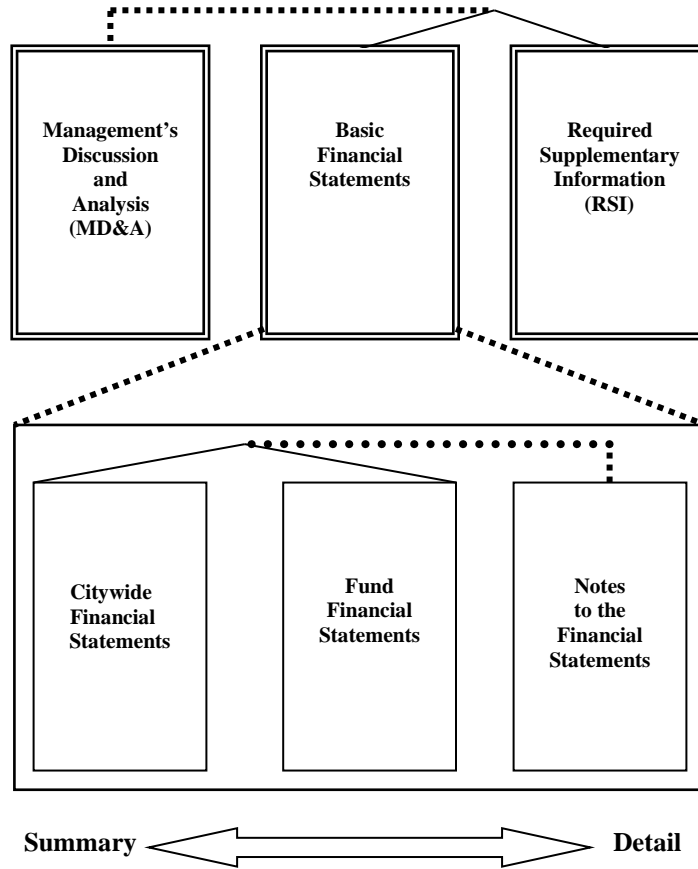 Management’s
Discussion
and
Analysis
(MD&A)
Basic
Financial
Statements
Required
Supplementary
Information
(RSI)
Citywide
Financial
Statements
Fund
Financial
Statements
Notes
to the
Financial
Statements
Summary
Detail